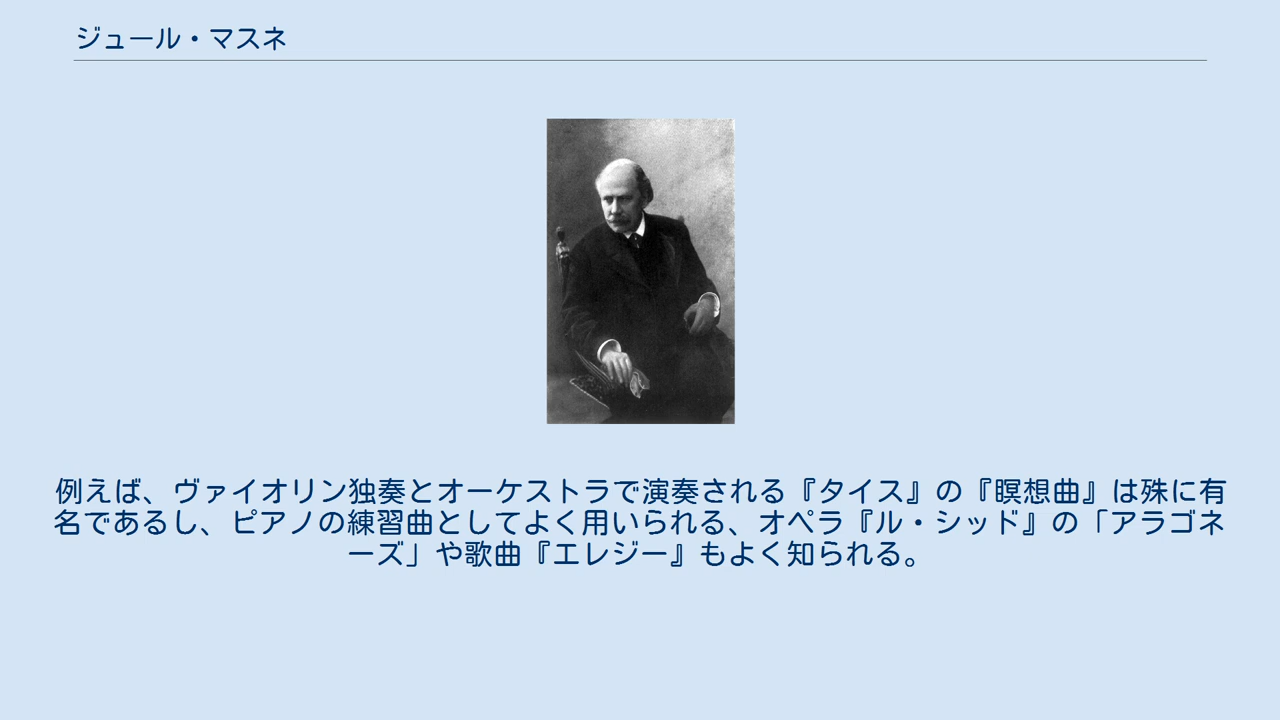 ジュール・マスネ
例えば、ヴァイオリン独奏とオーケストラで演奏される『タイス』の『瞑想曲』は殊に有
名であるし、ピアノの練習曲としてよく用いられる、オペラ『ル・シッド』の「アラゴネ
ーズ」や歌曲『エレジー』もよく知られる。